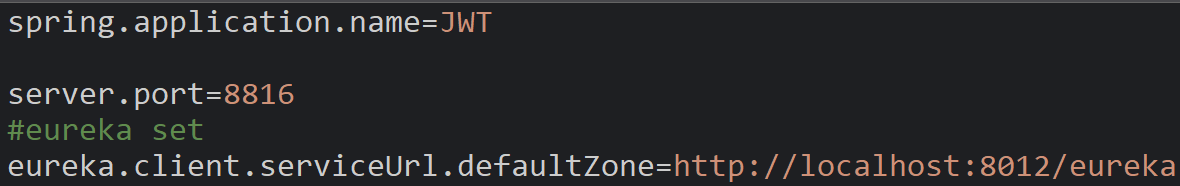 spring.application.name=JWT
server.port=8816
#eureka set
eureka.client.serviceUrl.defaultZone=http://localhost:8012/eureka